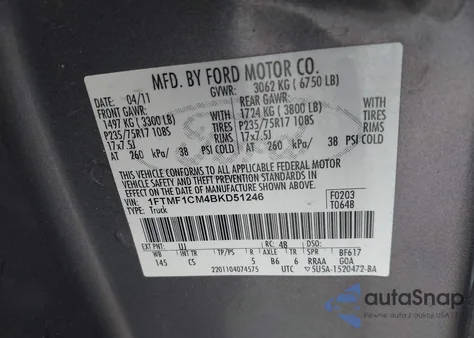 MFD. BY FORD MOTOR CO.
DATE: 04/11 GVWR: 3062 KG ( 6750 LB)
FRONT GAWR: REAR GAWR:
1497 KG ( 3300 LB) WITH 1724 KG ( 3800 LB) WITH
P235/75R17 108S TIRES P235/75R17 108S TIRES
17x7.5J RIMS 17x7.5J RIMS
AT 260 kPa/ 38 PSI COLD AT 260 kPa/ 38 PSI COLD
THIS VEHICLE CONFORMS TO ALL APPLICABLE FEDERAL MOTOR
VEHICLE SAFETY AND BUMPER STANDARDS IN
EFFECT ON THE DATE OF MANUFACTURE SHOWN ABOVE.
VIN: 1FTMF1CM4BKD51246 F0203
TYPE: Truck T0648
EXT PNT: UJ RC: 48 DSO:
WB INT TR TP/PS R AXLE TR SPR BF617
145 CS 5 B6 6 RRAA GOA
2201104074575 UTC 5U5A-1520472-BA
autoSnap